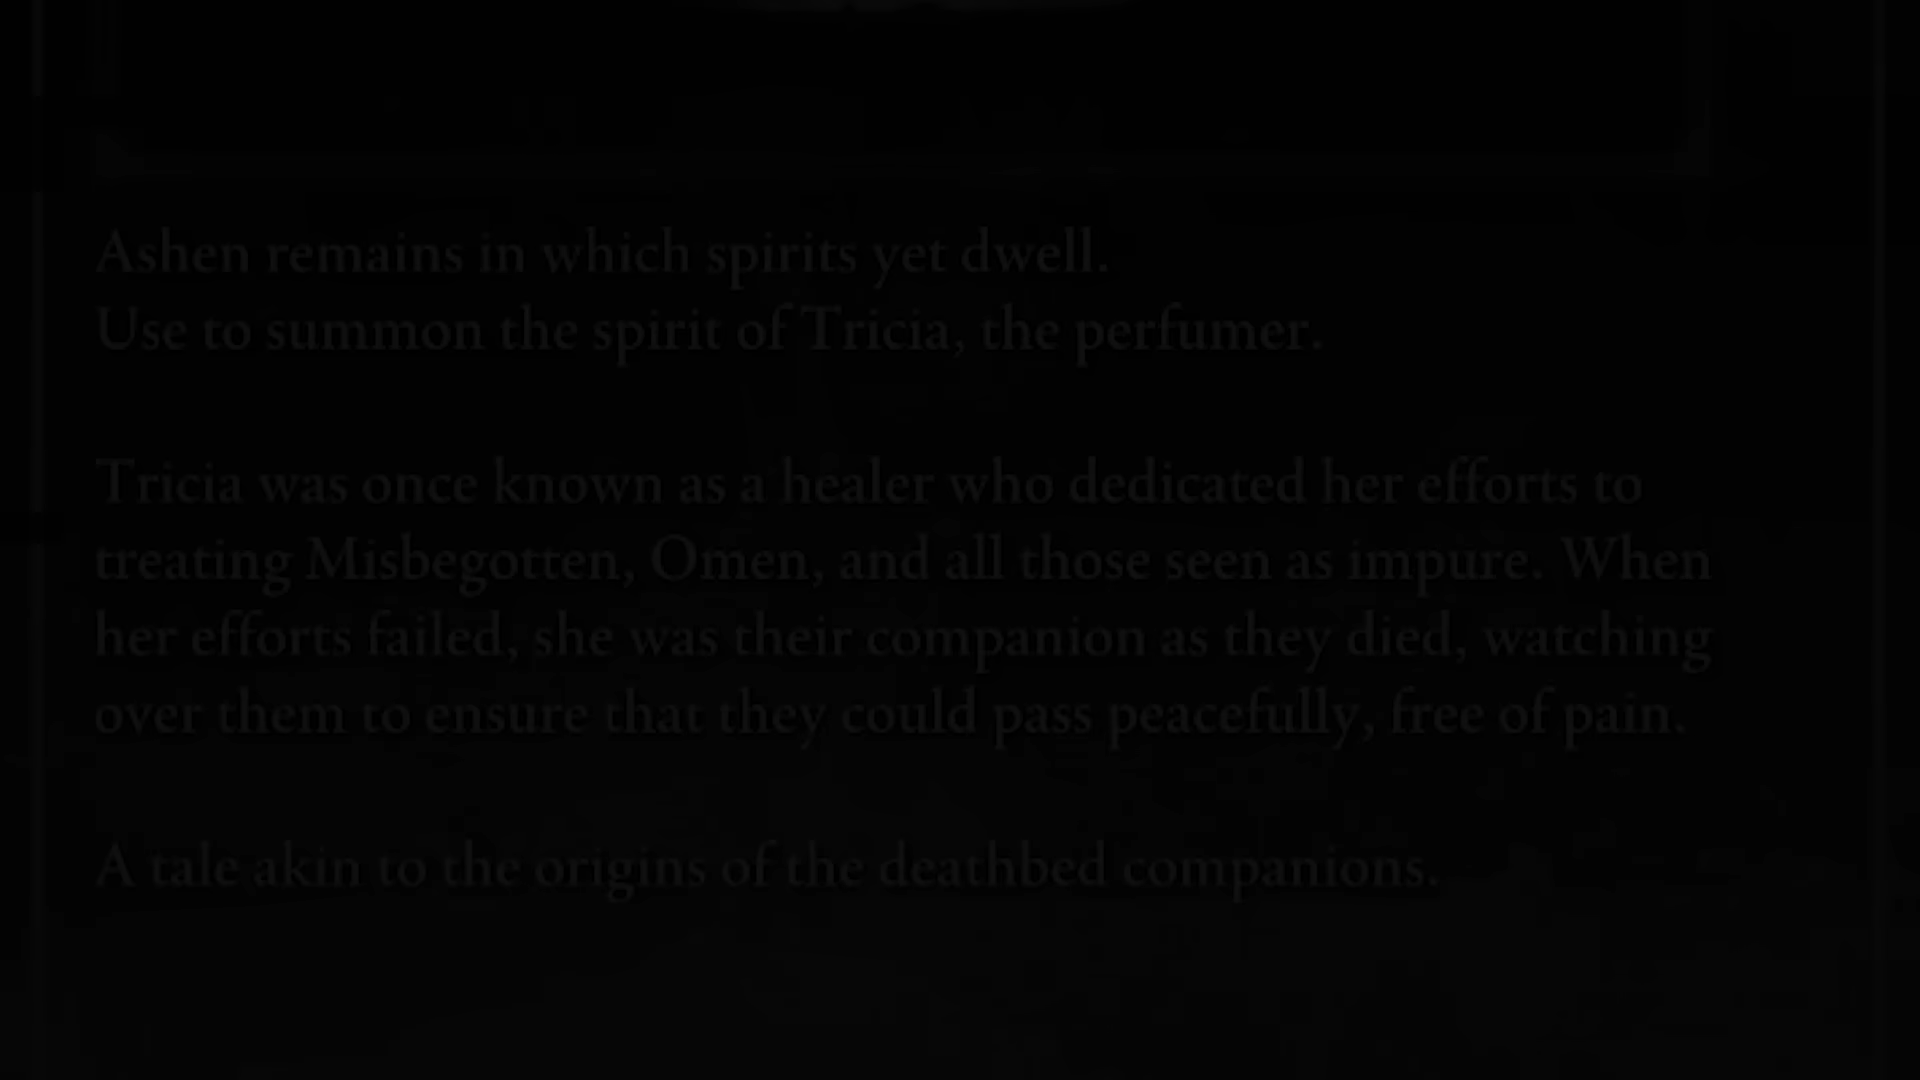 Ashen remains in which spirits yet dwell.
Use to summon the spirit of Tricia, the perfumer.
Tricia was once known as a healer who dedicated her efforts to
treating Misbegotten, Omen, and all those seen as impure. When
her efforts failed, she was their companion as they died, watching
over them to ensure that they could pass peacefully, free of pain.
A tale akin to the origins of the deathbed companions.